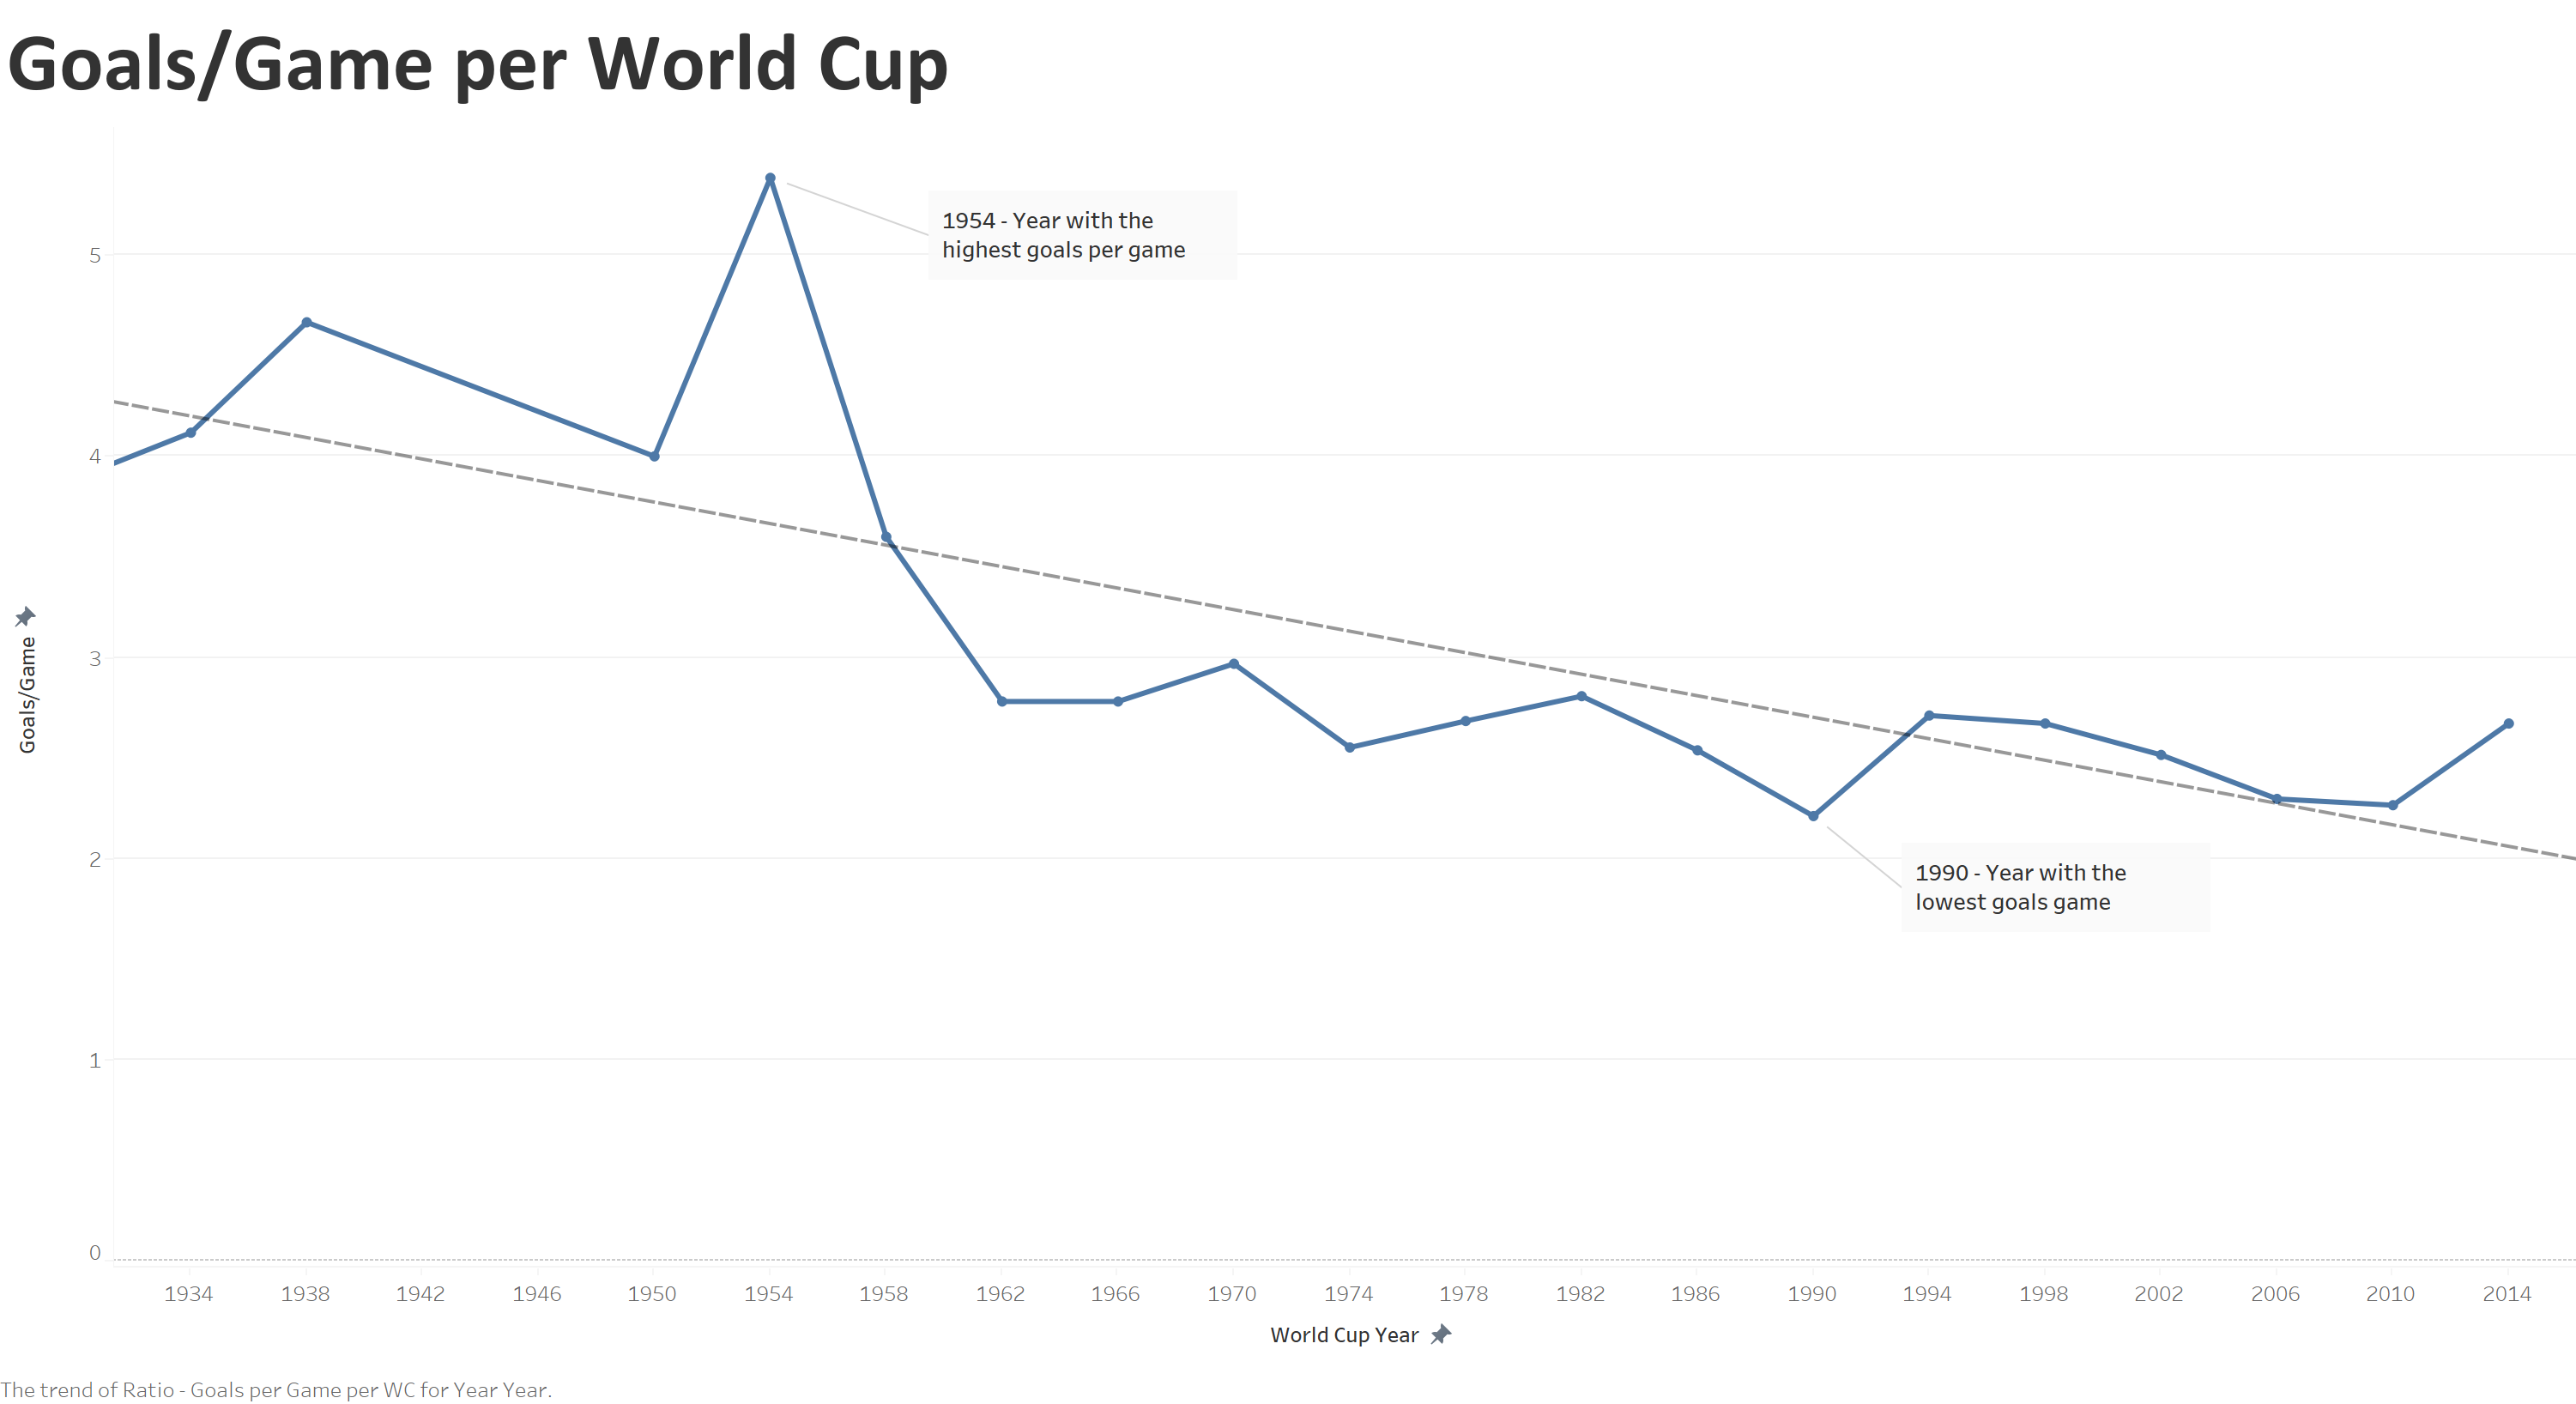 Goals/Game per World Cup
1954 - Year with the
highest goals per game
5
4
3
2
1
0
Goals/Game
1990 - Year with the
lowest goals game
1934 1938 1942 1946 1950 1954 1958 1962 1966 1970 1974 1978 1982 1986 1990 1994 1998 2002 2006 2010 2014
World Cup Year
The trend of Ratio - Goals per Game per WC for Year Year.